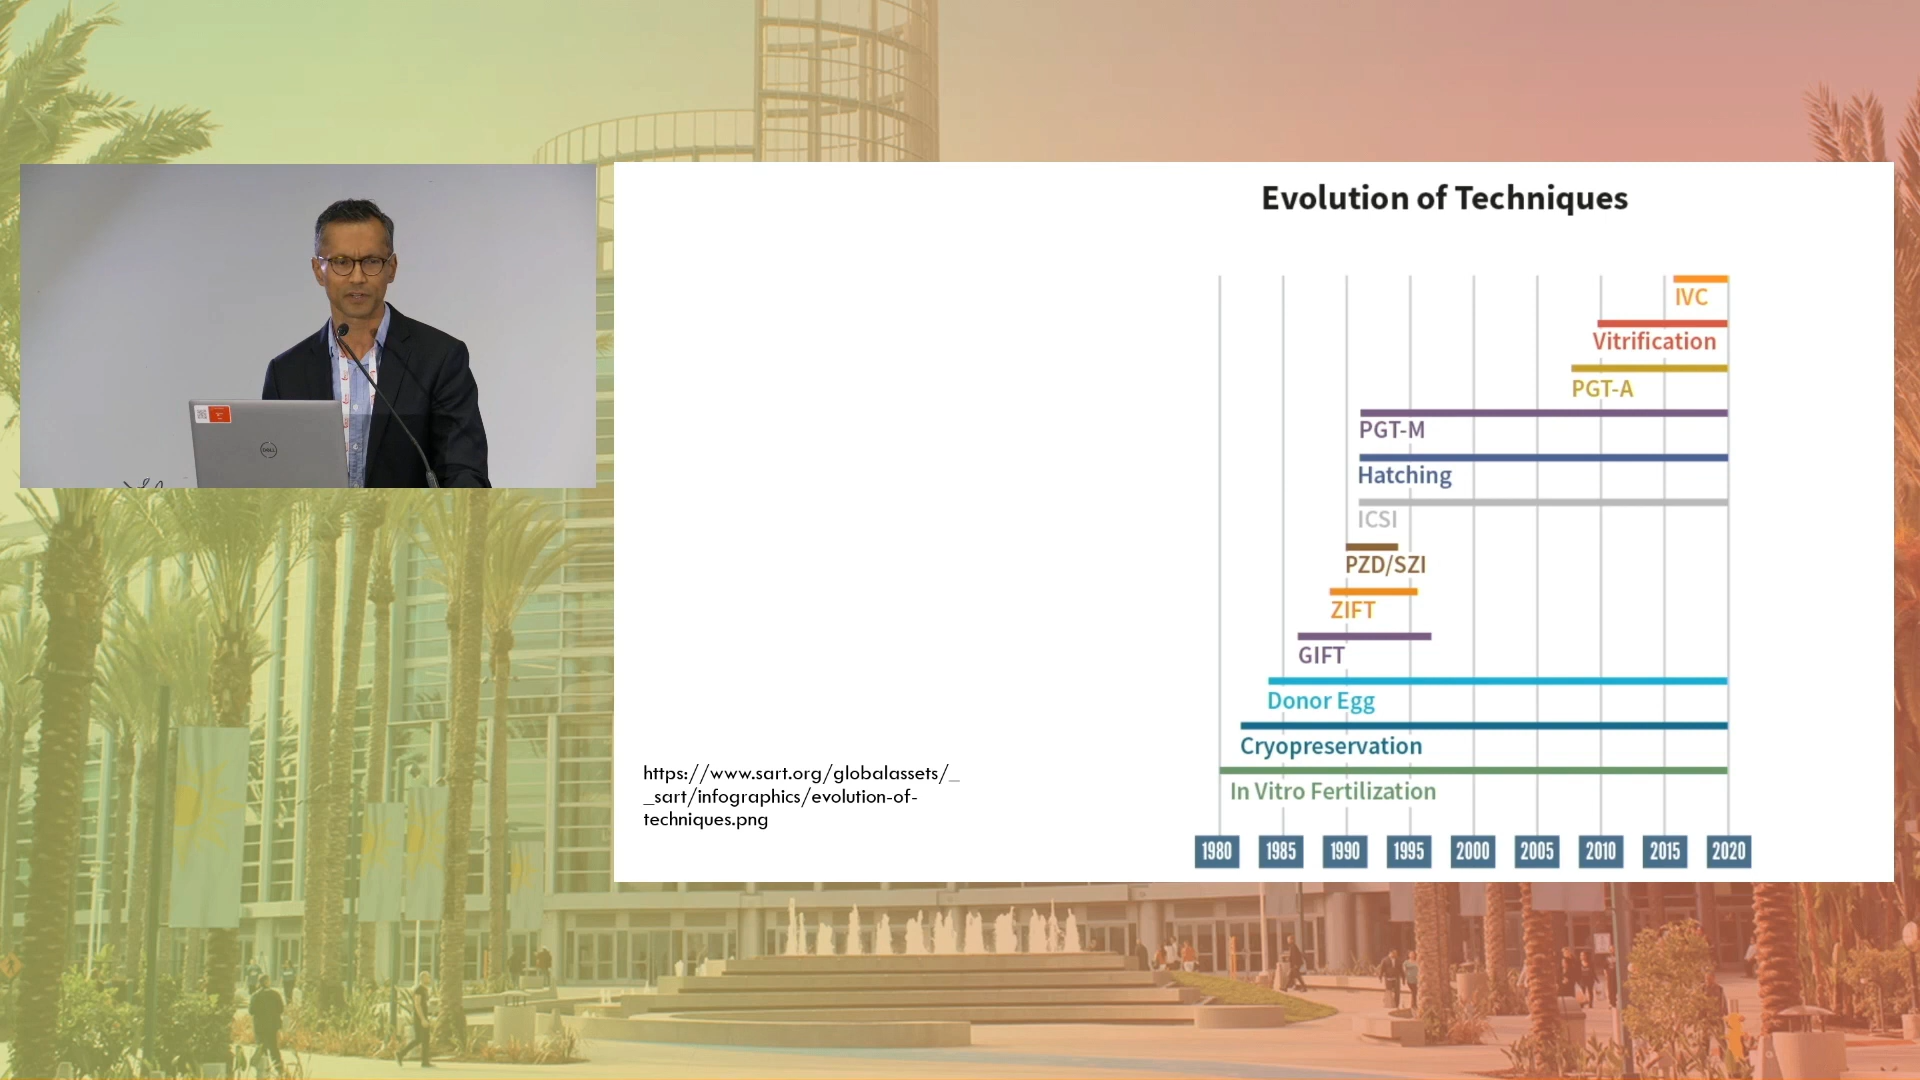 Evolution of Techniques
IVC
Vitrification
PGT-A
PGT-M
Hatching
ICSI
PZD/SZI
ZIFT
GIFT
Donor Egg
Cryopreservation
In Vitro Fertilization
1980 1985 1990 1995 2000 2005 2010 2015 2020
https://www.sart.org/globalassets/_
_sart/infographics/evolution-of-
techniques.png
DELL